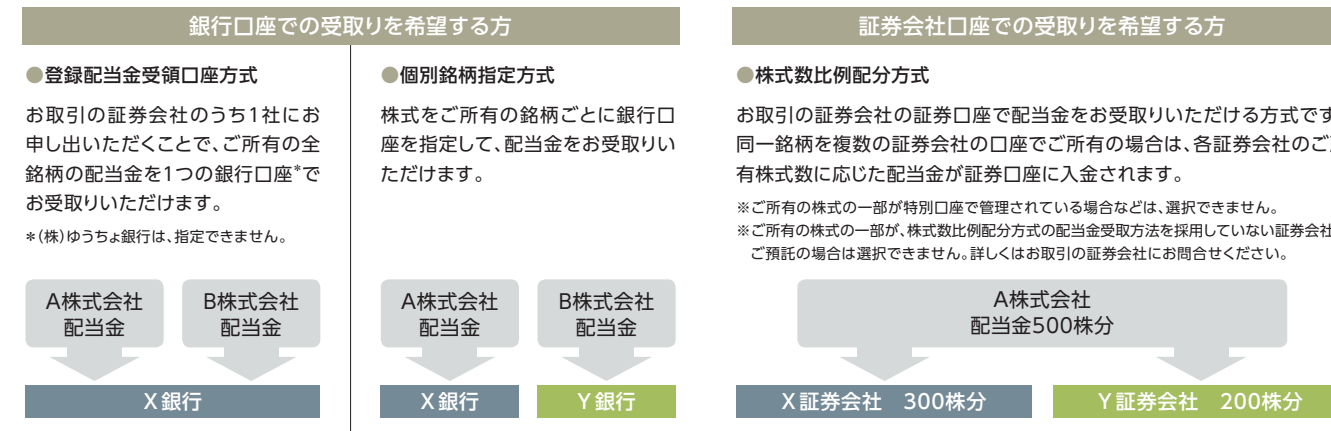 銀行口座での受取りを希望する方
●登録配当金受領口座方式
お取引の証券会社のうち1社にお
申し出いただくことで、ご所有の全
銘柄の配当金を1つの銀行口座*で
お受取りいただけます。
*(株)ゆうちょ銀行は、指定できません。
A株式会社
配当金
B株式会社
配当金
X銀行
●個別銘柄指定方式
株式をご所有の銘柄ごとに銀行口
座を指定して、配当金をお受取りい
ただけます。
A株式会社
配当金
B株式会社
配当金
X銀行
Y銀行
証券会社口座での受取りを希望する方
●株式数比例配分方式
お取引の証券会社の証券口座で配当金をお受取りいただける方式です
同一銘柄を複数の証券会社の口座でご所有の場合は、各証券会社のご
有株式数に応じた配当金が証券口座に入金されます。
※ご所有の株式の一部が特別口座で管理されている場合などは、選択できません。
※ご所有の株式の一部が、株式数比例配分方式の配当金受取方法を採用していない証券会社
ご預託の場合は選択できません。詳しくはお取引の証券会社にお問合せください。
A株式会社
配当金500株分
X証券会社 300株分
Y証券会社 200株分